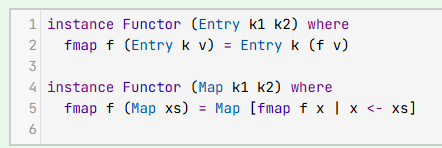 1 instance Functor (Entry k1 k2) where
2   fmap f (Entry k v) = Entry k (f v)
3
4 instance Functor (Map k1 k2) where
5   fmap f (Map xs) = Map [fmap f x | x <- xs]
6